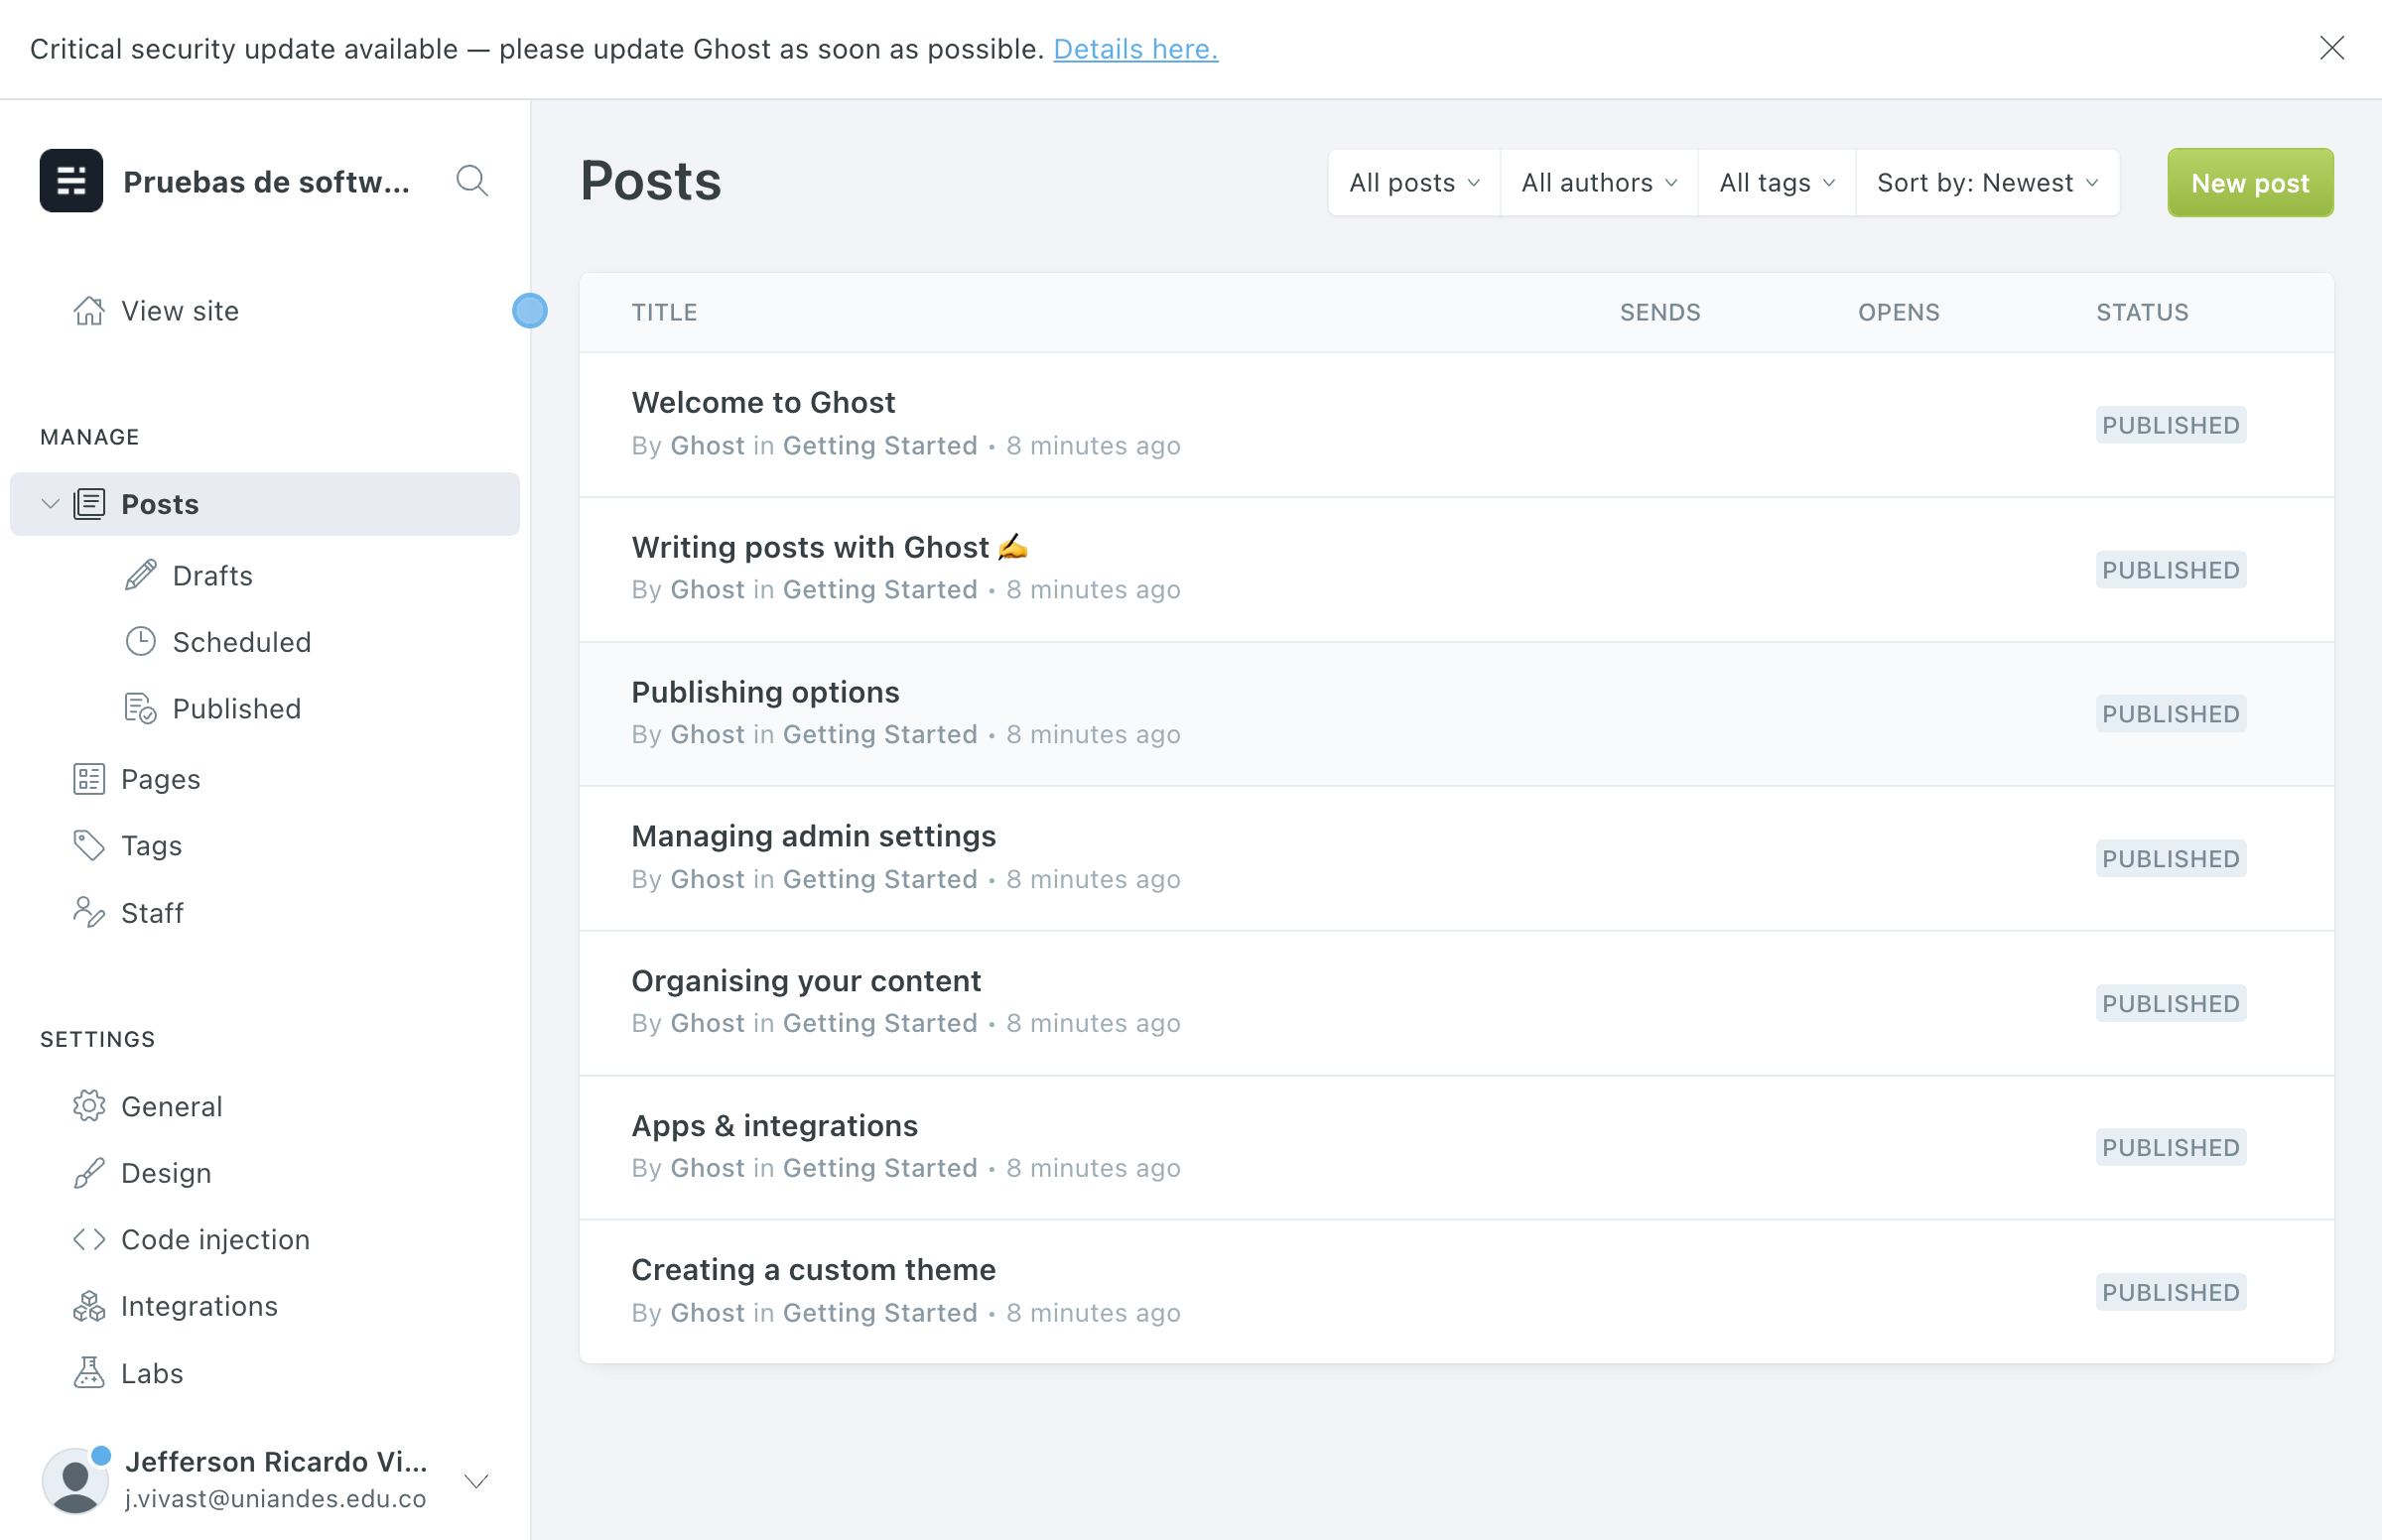 Critical security update available — please update Ghost as soon as possible. Details here.
Pruebas de softw...
View site
MANAGE
Posts
Drafts
Scheduled
Published
Pages
Tags
Staff
SETTINGS
General
Design
Code injection
Integrations
Labs
Jefferson Ricardo Vi...
j.vivast@uniandes.edu.co
Posts
All posts
All authors
All tags
Sort by: Newest
New post
TITLE SENDS OPENS STATUS
Welcome to Ghost
By Ghost in Getting Started • 8 minutes ago
PUBLISHED
Writing posts with Ghost ✍️
By Ghost in Getting Started • 8 minutes ago
PUBLISHED
Publishing options
By Ghost in Getting Started • 8 minutes ago
PUBLISHED
Managing admin settings
By Ghost in Getting Started • 8 minutes ago
PUBLISHED
Organising your content
By Ghost in Getting Started • 8 minutes ago
PUBLISHED
Apps & integrations
By Ghost in Getting Started • 8 minutes ago
PUBLISHED
Creating a custom theme
By Ghost in Getting Started • 8 minutes ago
PUBLISHED